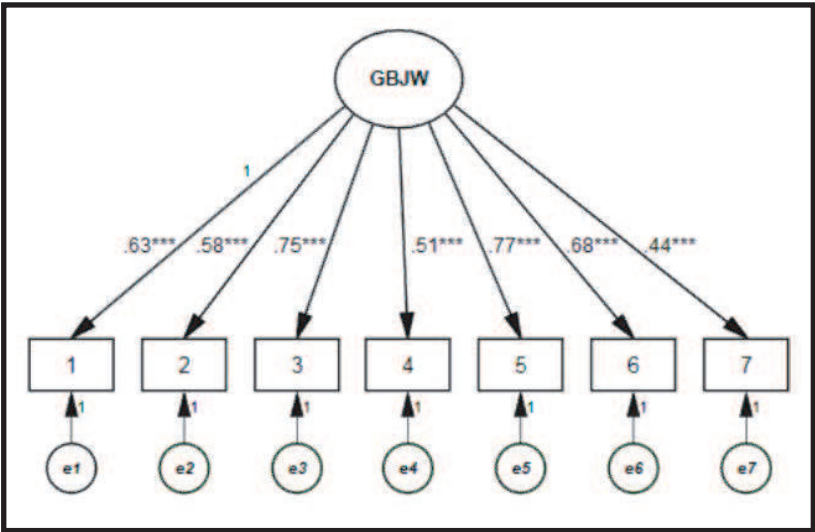 GBJW
1
.63*** .58*** .75*** .51*** .77*** .68*** .44***
1 2 3 4 5 6 7
1 1 1 1 1 1 1
e1 e2 e3 e4 e5 e6 e7